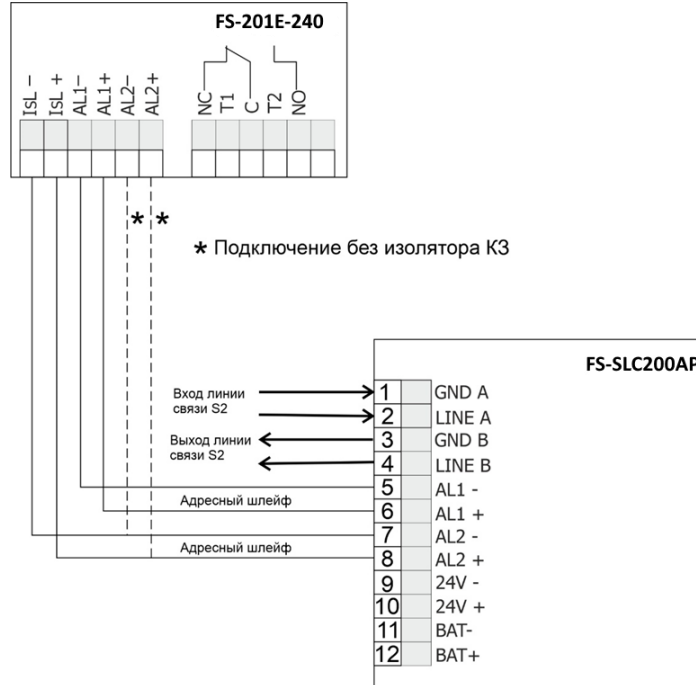 FS-201E-240
IsL −
IsL +
AL1−
AL1+
AL2−
AL2+
NC
T1
C
T2
NO
* *
* Подключение без изолятора КЗ
FS-SLC200AP
Вход линии
связи S2
Выход линии
связи S2
Адресный шлейф
Адресный шлейф
1 GND A
2 LINE A
3 GND B
4 LINE B
5 AL1 -
6 AL1 +
7 AL2 -
8 AL2 +
9 24V -
10 24V +
11 BAT-
12 BAT+